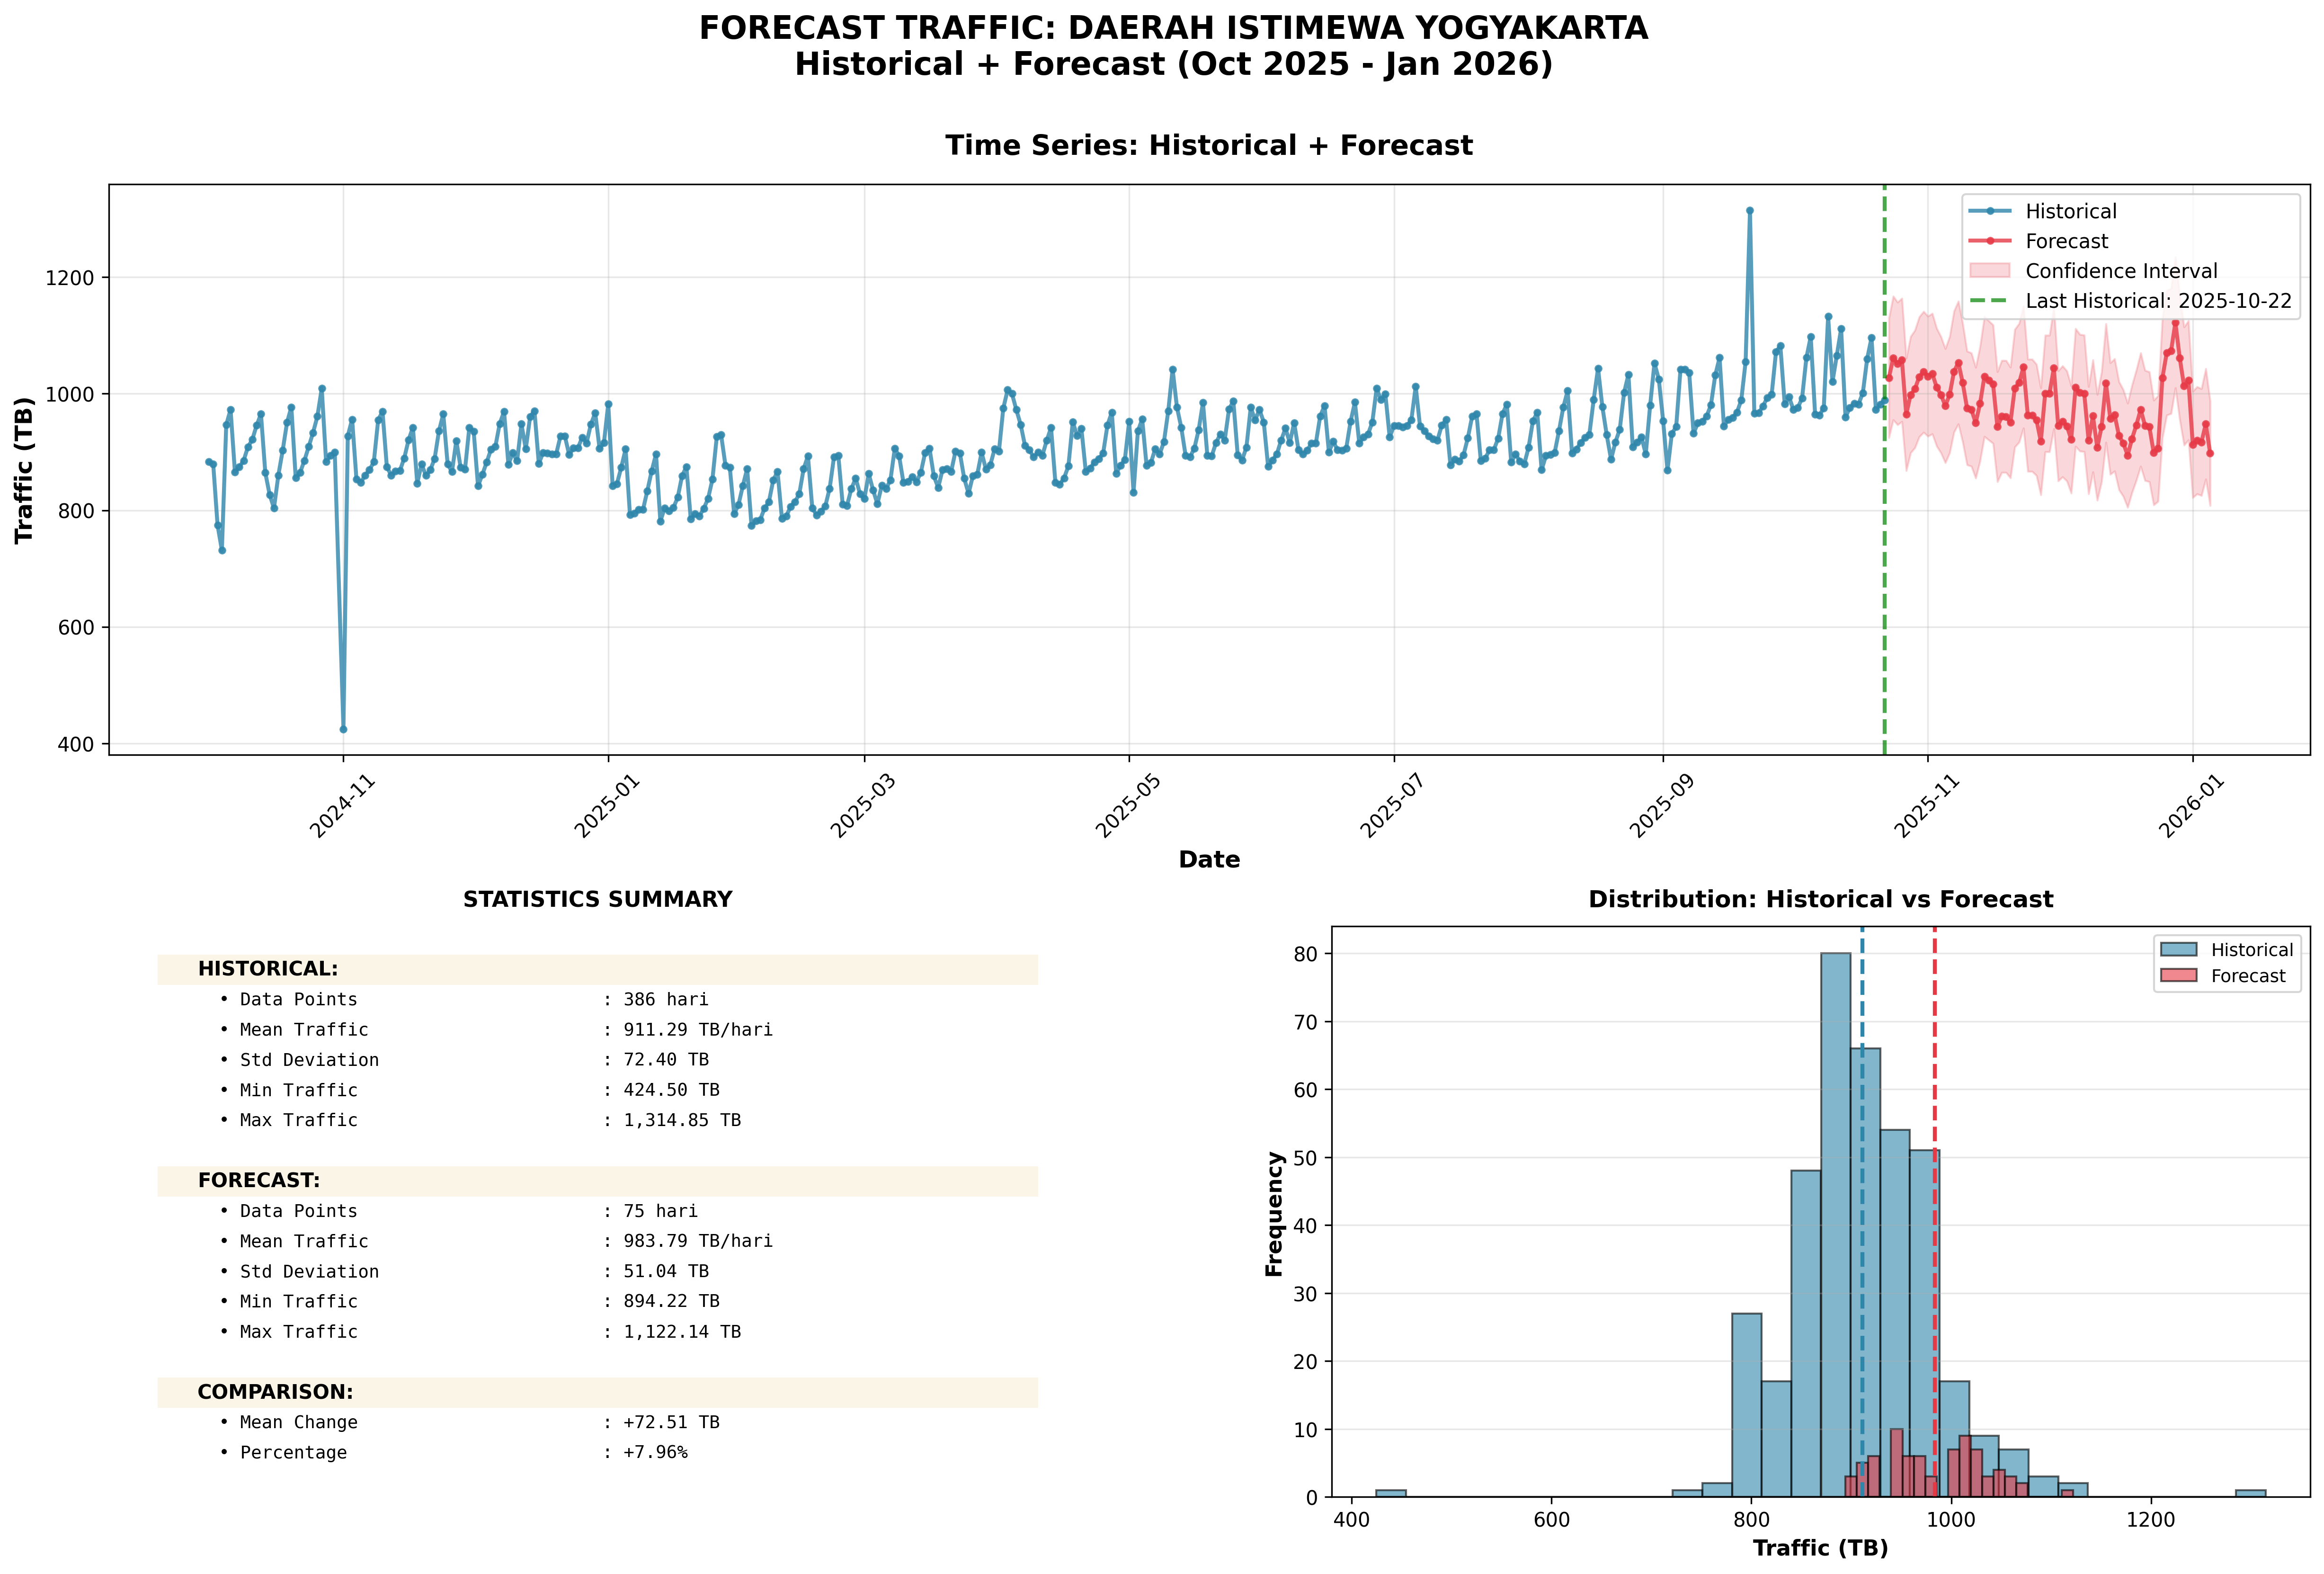 FORECAST TRAFFIC: DAERAH ISTIMEWA YOGYAKARTA
Historical + Forecast (Oct 2025 - Jan 2026)
Time Series: Historical + Forecast
Traffic (TB)
1200
1000
800
600
400
Historical
Forecast
Confidence Interval
Last Historical: 2025-10-22
2024-11
2025-01
2025-03
2025-05
2025-07
2025-09
2025-11
2026-01
Date
STATISTICS SUMMARY
HISTORICAL:
• Data Points : 386 hari
• Mean Traffic : 911.29 TB/hari
• Std Deviation : 72.40 TB
• Min Traffic : 424.50 TB
• Max Traffic : 1,314.85 TB
FORECAST:
• Data Points : 75 hari
• Mean Traffic : 983.79 TB/hari
• Std Deviation : 51.04 TB
• Min Traffic : 894.22 TB
• Max Traffic : 1,122.14 TB
COMPARISON:
• Mean Change : +72.51 TB
• Percentage : +7.96%
Distribution: Historical vs Forecast
Frequency
80
70
60
50
40
30
20
10
0
Historical
Forecast
400
600
800
1000
1200
Traffic (TB)